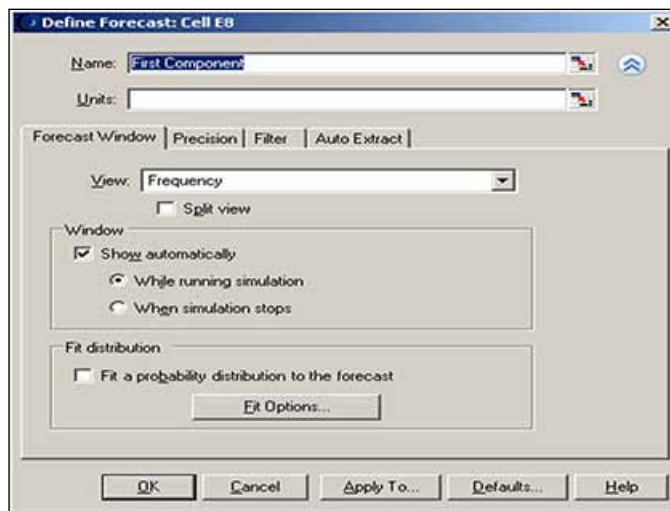 Define Forecast: Cell E8
Name: First Component
Units:
Forecast Window Precision Filter Auto Extract
View: Frequency
Split view
Window
Show automatically
While running simulation
When simulation stops
Fit distribution
Fit a probability distribution to the forecast
Fit Options...
OK Cancel Apply To... Defaults... Help